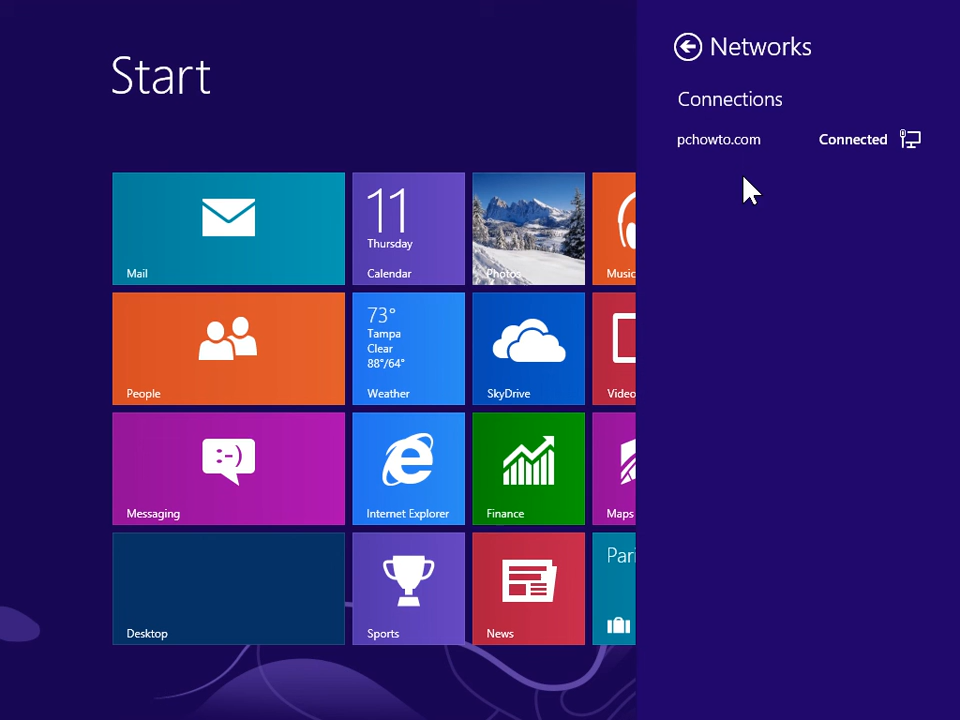 Start
Networks
Connections
pchowto.com Connected
Mail
11
Thursday
Calendar
Photos
Music
People
73°
Tampa
Clear
88°/64°
Weather
SkyDrive
Video
:-)
Messaging
Internet Explorer
Finance
Maps
Desktop
Sports
News
Pari